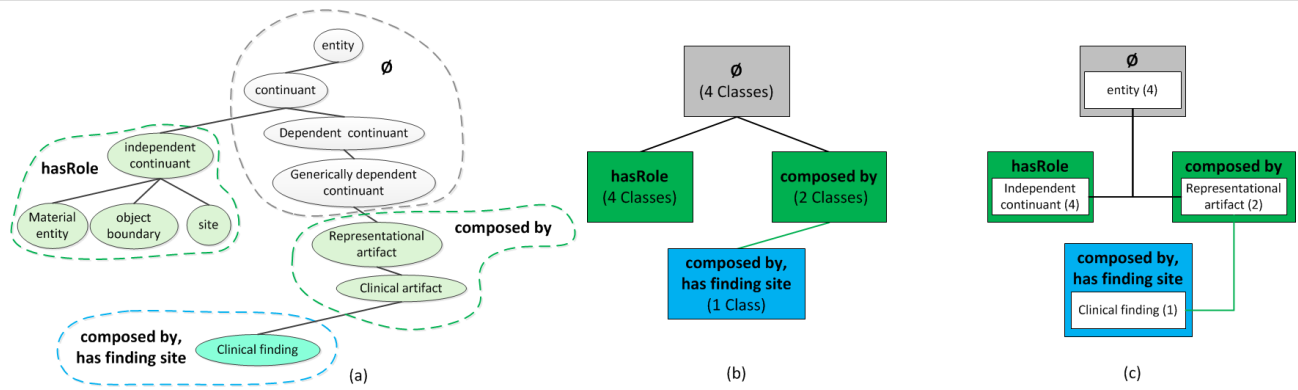 entity
Ø
continuant
Dependent continuant
independent
continuant
hasRole
Generically dependent
continuant
Material
entity
object
boundary
site
Representational
artifact
composed by
Clinical artifact
composed by,
has finding site
Clinical finding
(a)
Ø
(4 Classes)
hasRole
(4 Classes)
composed by
(2 Classes)
composed by,
has finding site
(1 Class)
(b)
Ø
entity (4)
hasRole
Independent
continuant (4)
composed by
Representational
artifact (2)
composed by,
has finding site
Clinical finding (1)
(c)